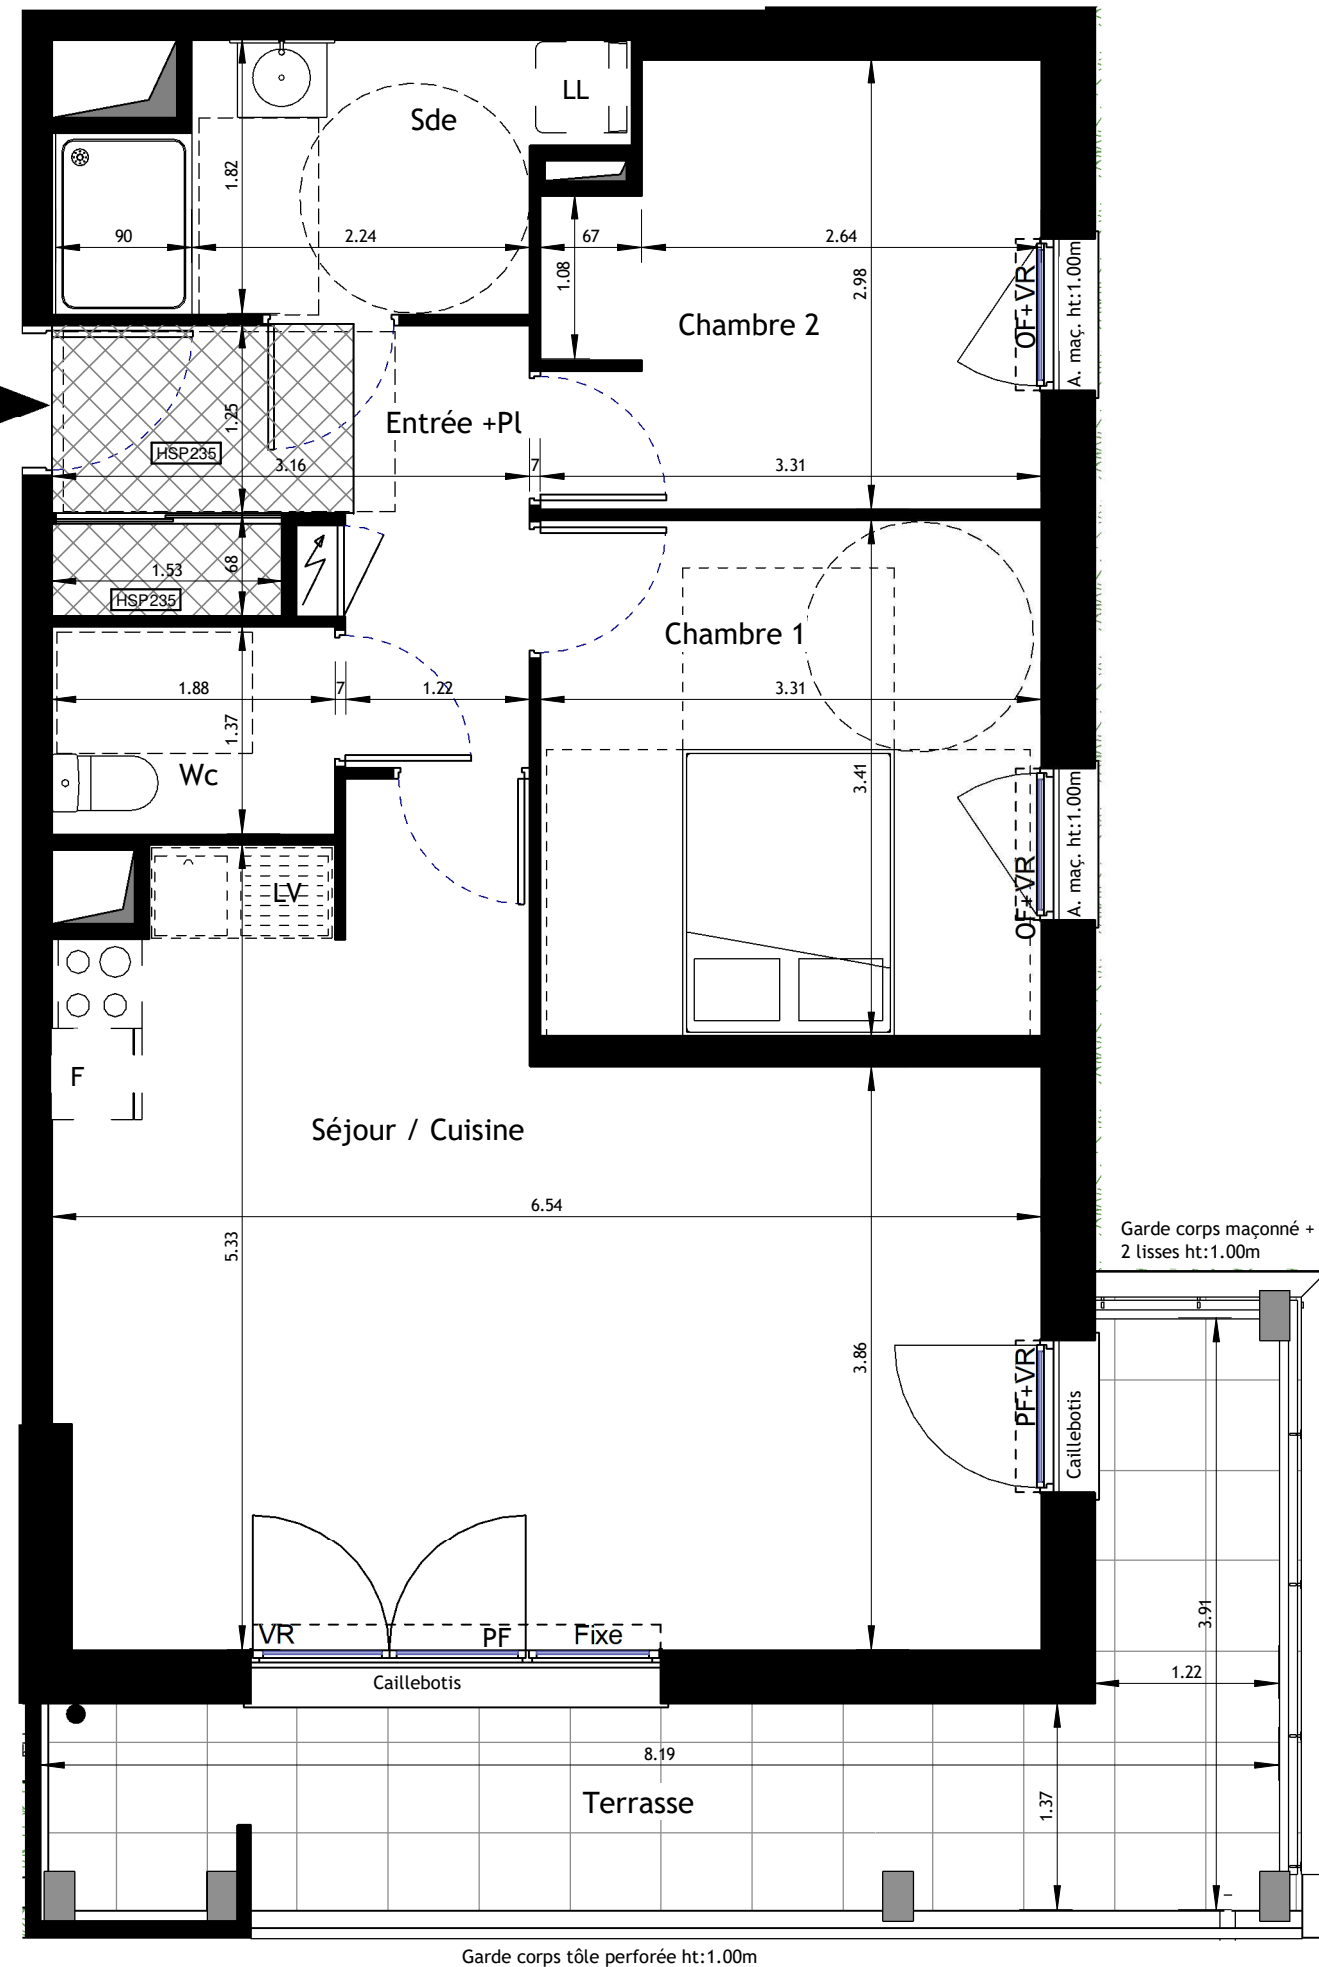 LL
Sde
1.82
90
2.24
67
2.64
1.08
2.98
OF+VR
A. maç. ht:1.00m
Chambre 2
Entrée +Pl
1.25
HSP235
3.16
7
3.31
1.53
68
HSP235
Chambre 1
1.88
7
1.22
3.31
1.37
Wc
3.41
OF+VR
A. maç. ht:1.00m
LV
F
Séjour / Cuisine
6.54
5.33
Garde corps maçonné +
2 lisses ht:1.00m
3.86
PF+VR
Caillebotis
3.91
VR
PF
Fixe
Caillebotis
1.22
8.19
Terrasse
1.37
Garde corps tôle perforée ht:1.00m